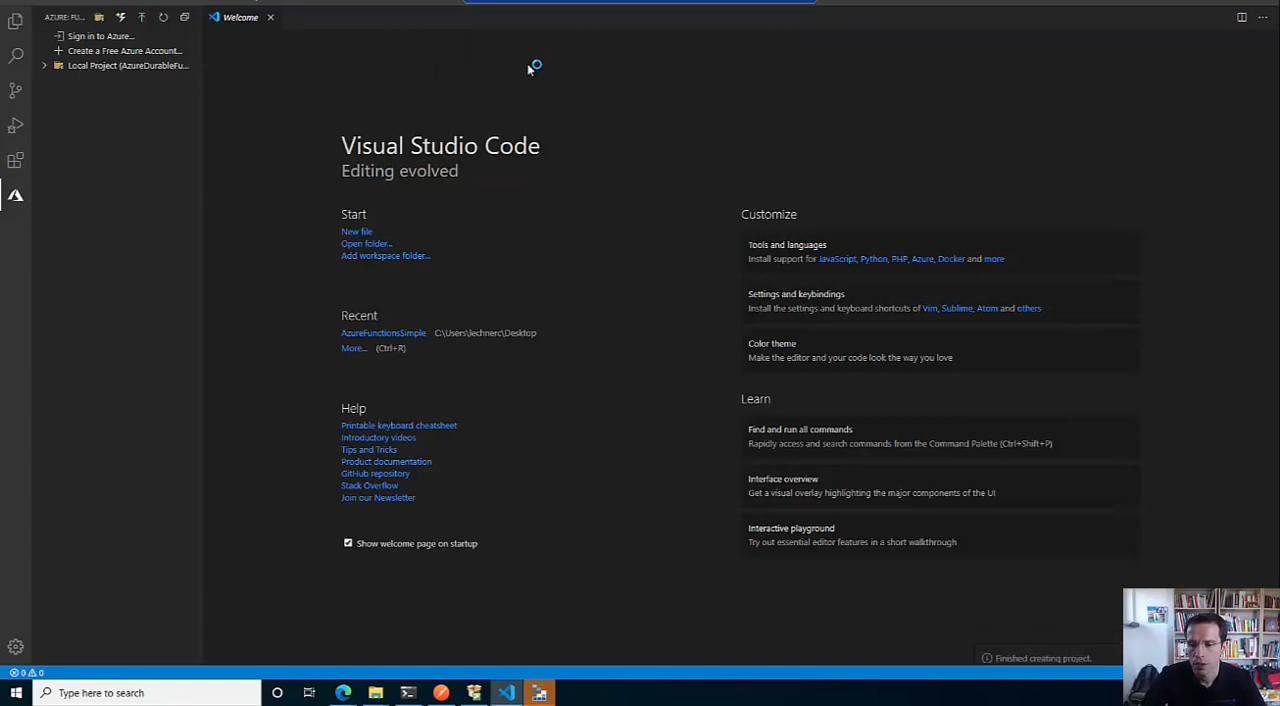 AZURE: FU...
Welcome
Sign in to Azure...
Create a Free Azure Account...
Local Project (AzureDurableFu...
Visual Studio Code
Editing evolved
Start
New file
Open folder...
Add workspace folder...
Recent
AzureFunctionsSimple C:\Users\lechnerc\Desktop
More... (Ctrl+R)
Help
Printable keyboard cheatsheet
Introductory videos
Tips and Tricks
Product documentation
GitHub repository
Stack Overflow
Join our Newsletter
Show welcome page on startup
Customize
Tools and languages
Install support for JavaScript, Python, PHP, Azure, Docker and more
Settings and keybindings
Install the settings and keyboard shortcuts of Vim, Sublime, Atom and others
Color theme
Make the editor and your code look the way you love
Learn
Find and run all commands
Rapidly access and search commands from the Command Palette (Ctrl+Shift+P)
Interface overview
Get a visual overlay highlighting the major components of the UI
Interactive playground
Try out essential editor features in a short walkthrough
Finished creating project.
0 0
Type here to search